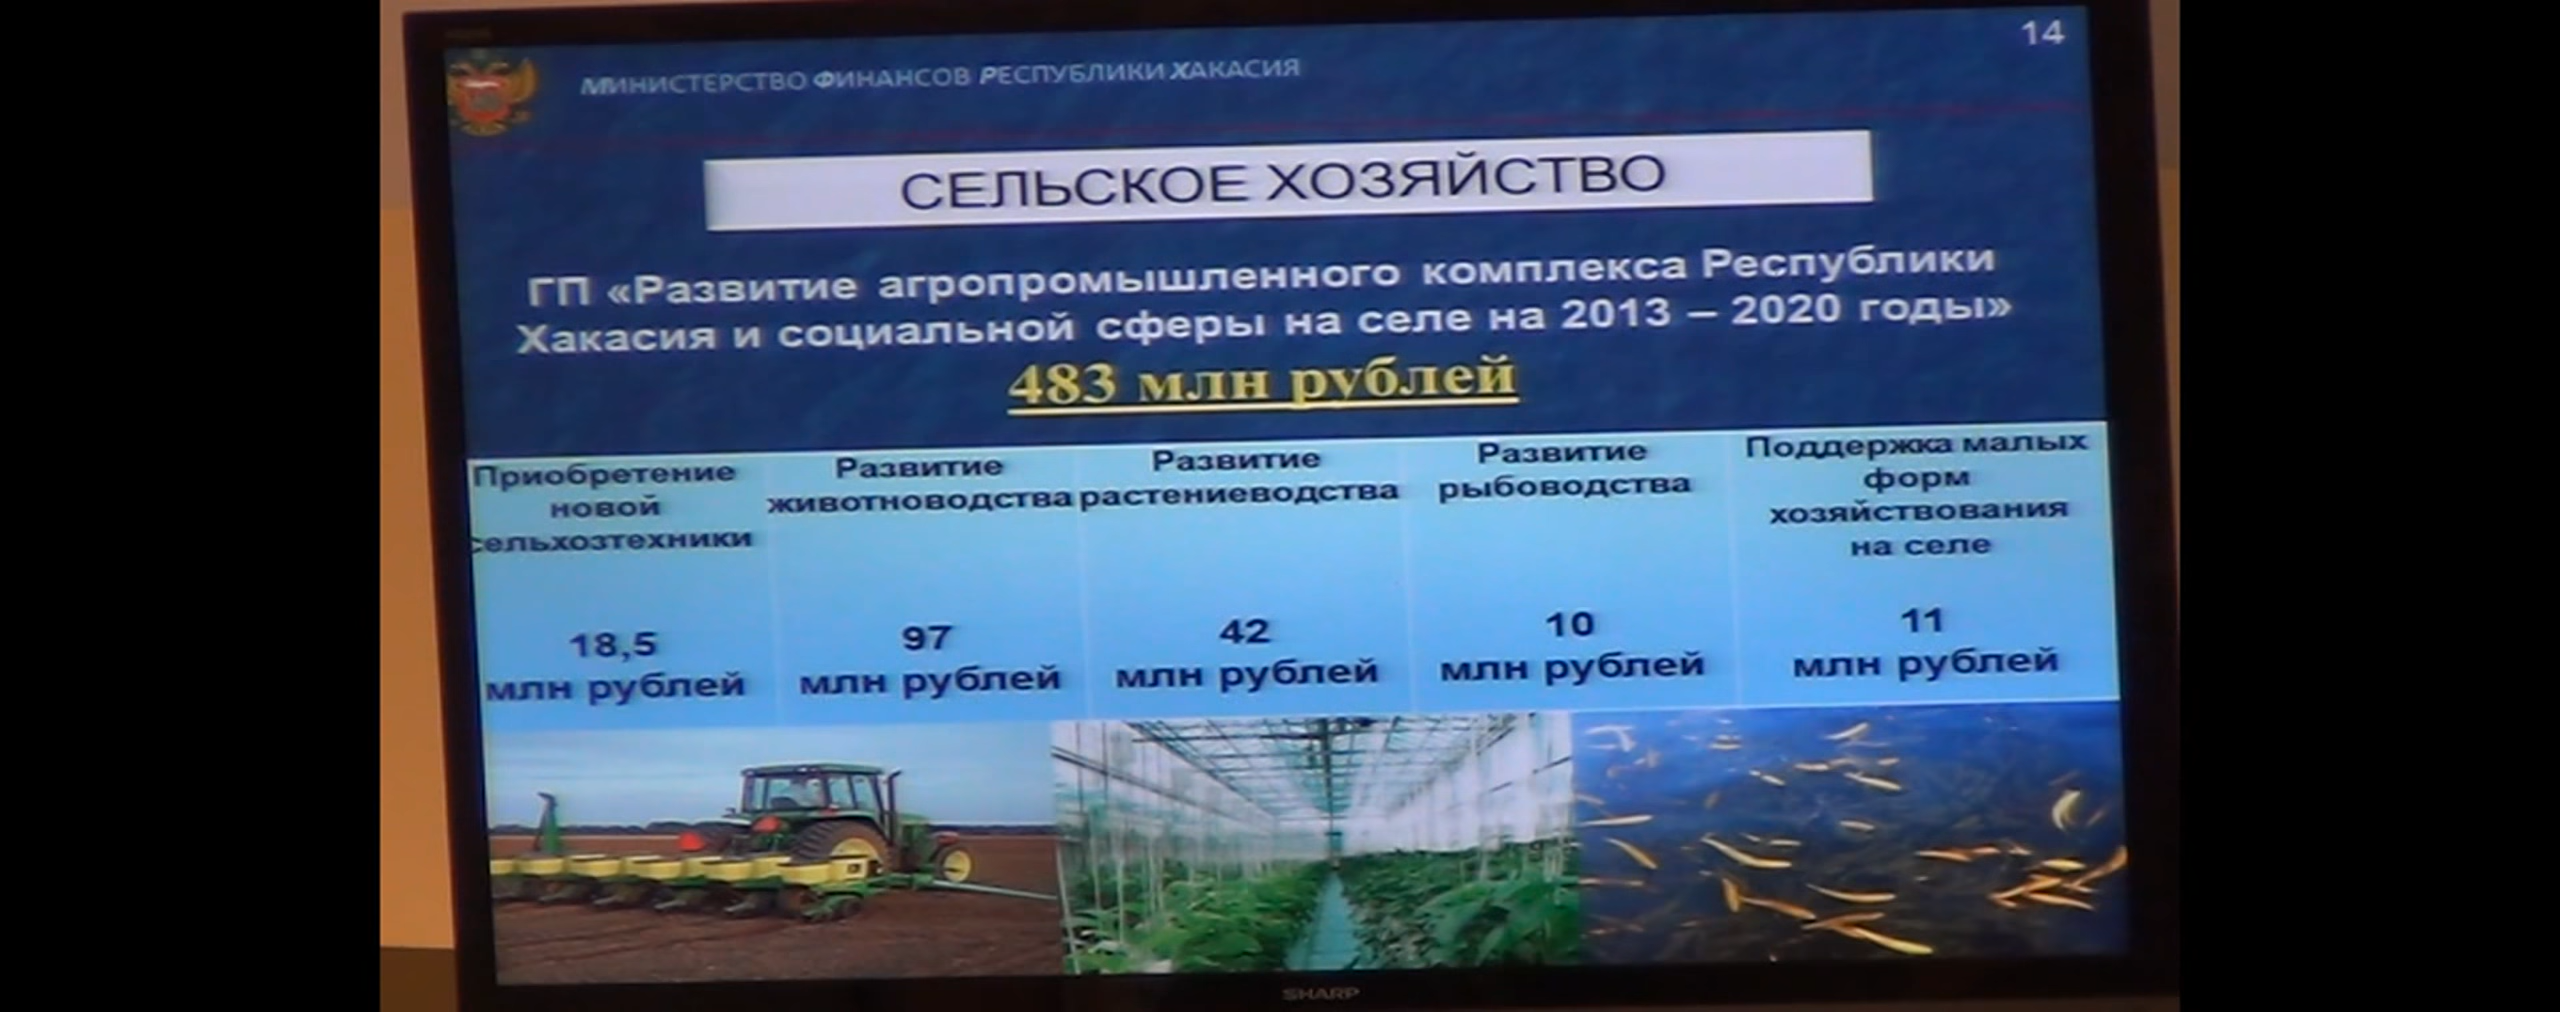 14
МИНИСТЕРСТВО ФИНАНСОВ РЕСПУБЛИКИ ХАКАСИЯ
СЕЛЬСКОЕ ХОЗЯЙСТВО
ГП «Развитие агропромышленного комплекса Республики
Хакасия и социальной сферы на селе на 2013 – 2020 годы»
483 млн рублей
Приобретение
новой
сельхозтехники
18,5
млн рублей
Развитие
животноводства
97
млн рублей
Развитие
растениеводства
42
млн рублей
Развитие
рыбоводства
10
млн рублей
Поддержка малых
форм
хозяйствования
на селе
11
млн рублей
SHARP